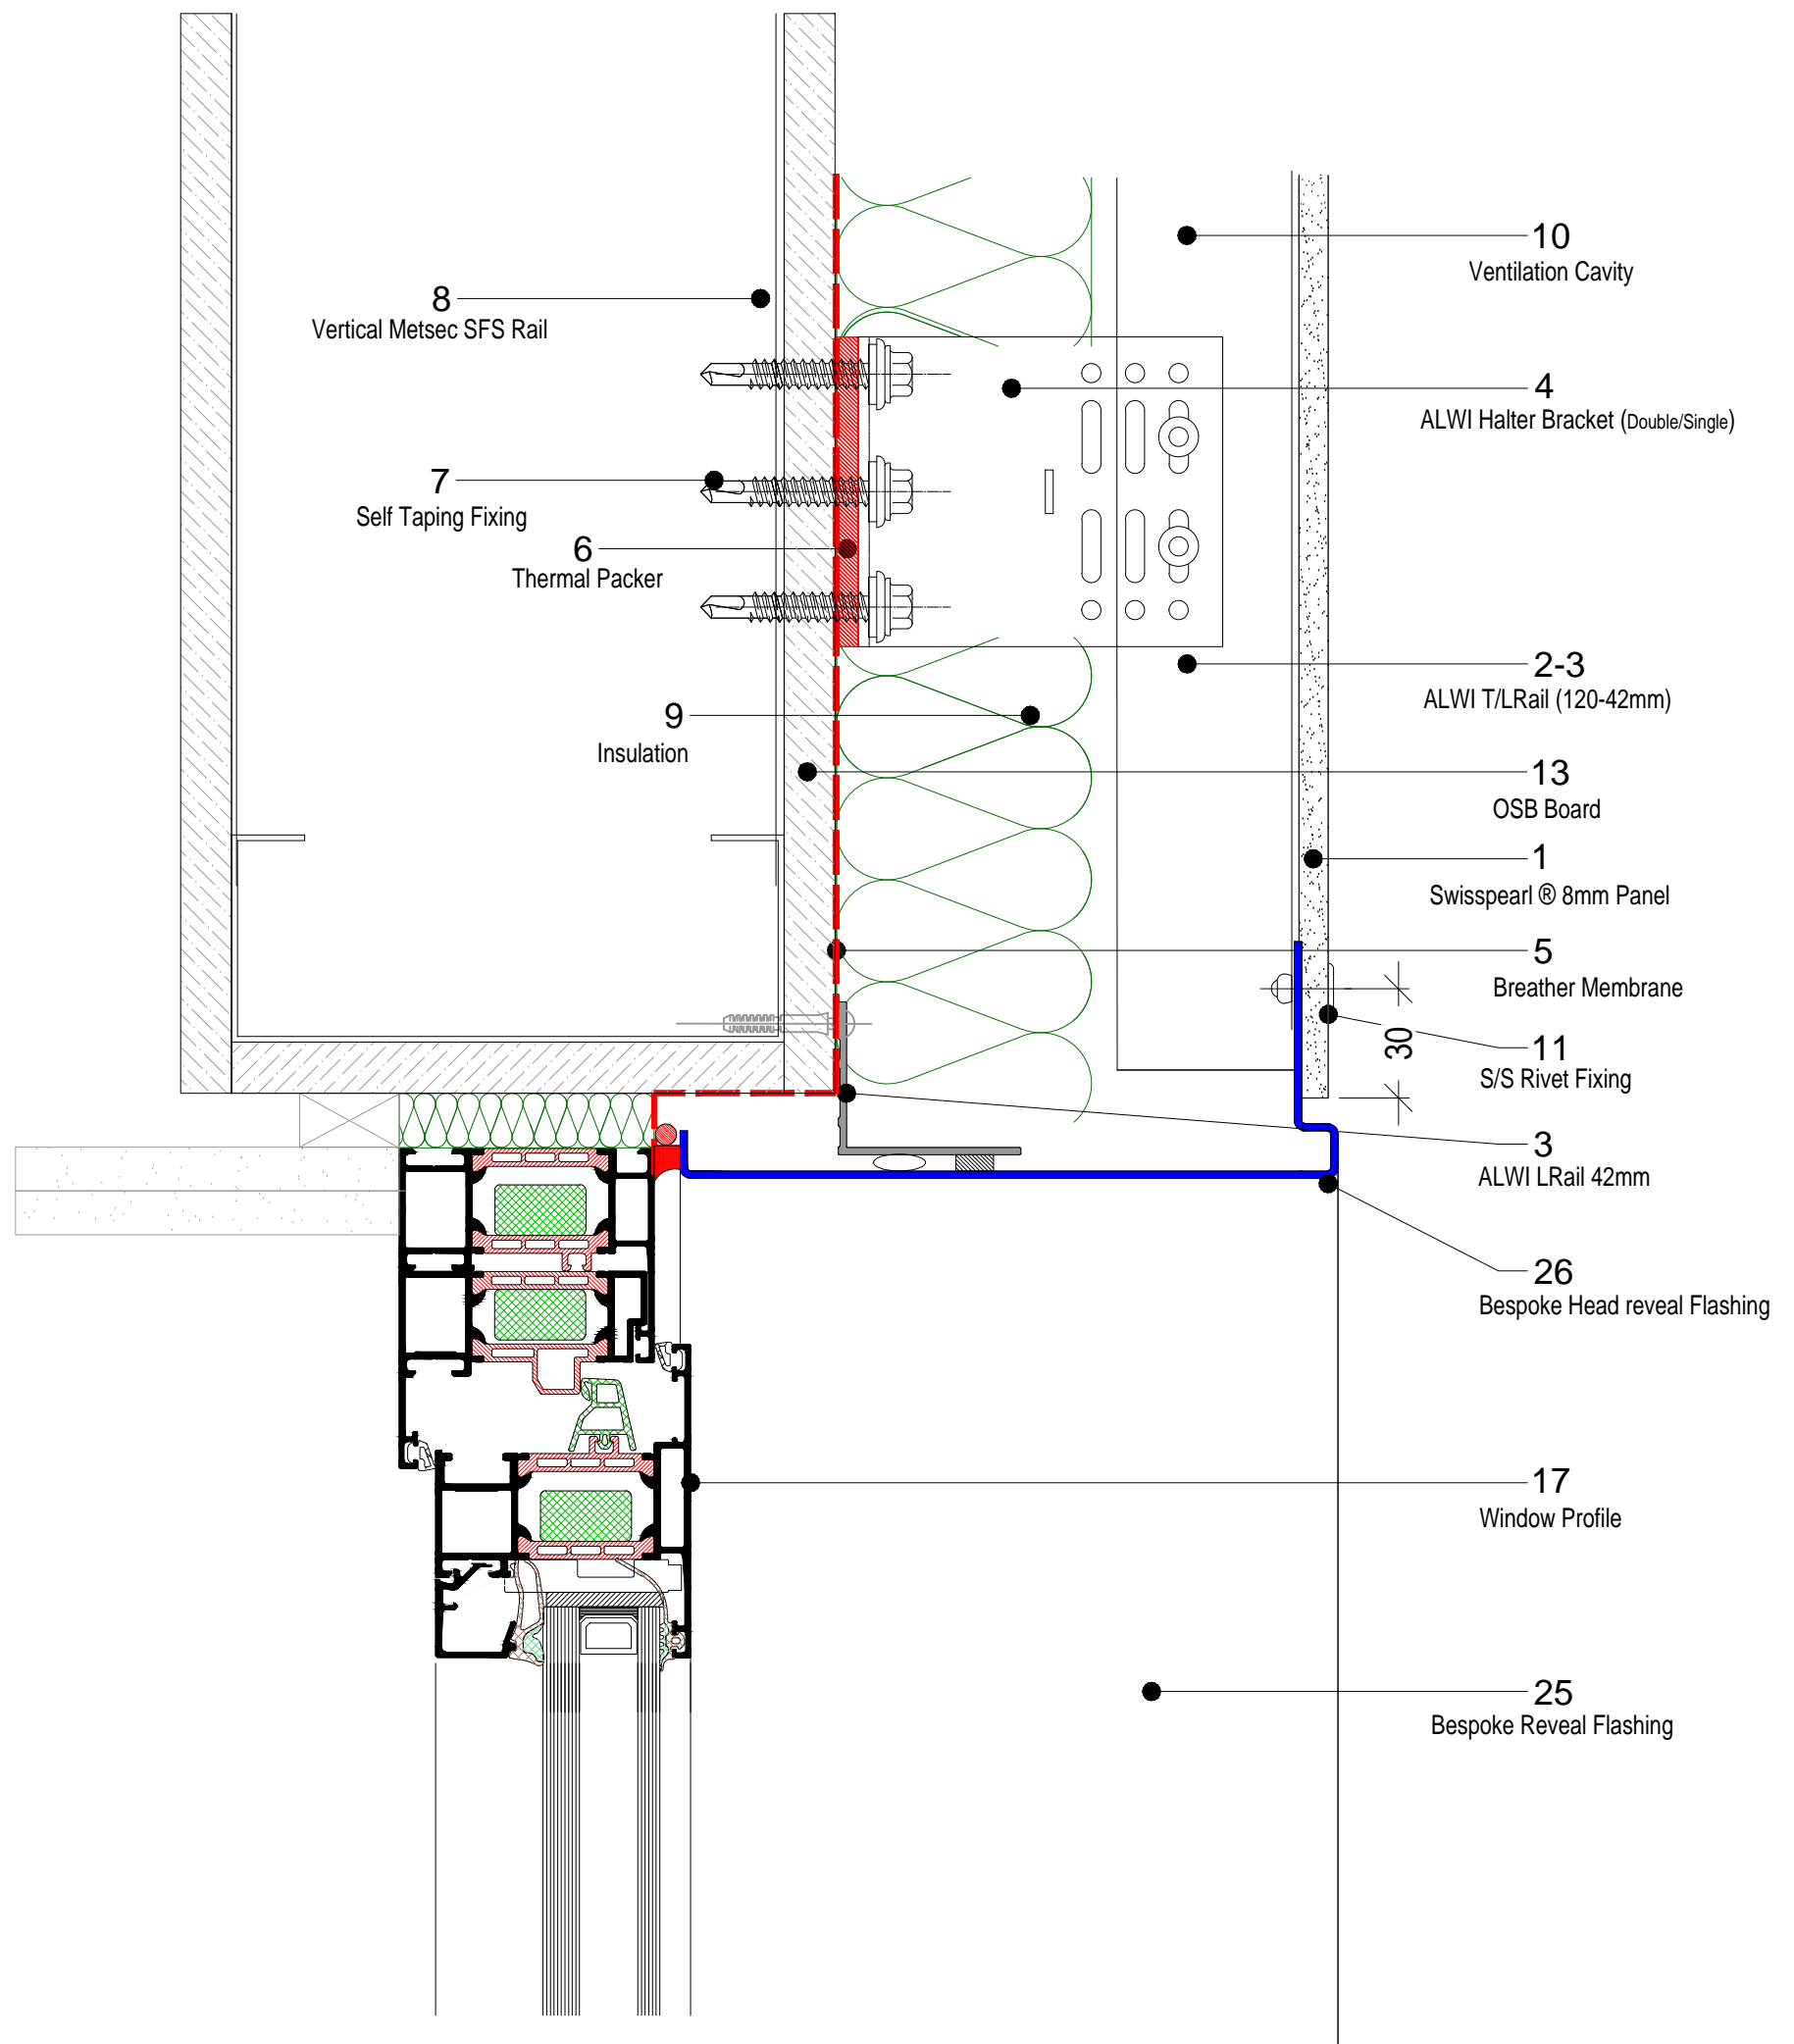 10
Ventilation Cavity
8
Vertical Metsec SFS Rail
4
ALWI Halter Bracket (Double/Single)
7
Self Taping Fixing
6
Thermal Packer
2-3
ALWI T/LRail (120-42mm)
9
Insulation
13
OSB Board
1
Swisspearl ® 8mm Panel
5
Breather Membrane
30
11
S/S Rivet Fixing
3
ALWI LRail 42mm
26
Bespoke Head reveal Flashing
17
Window Profile
25
Bespoke Reveal Flashing